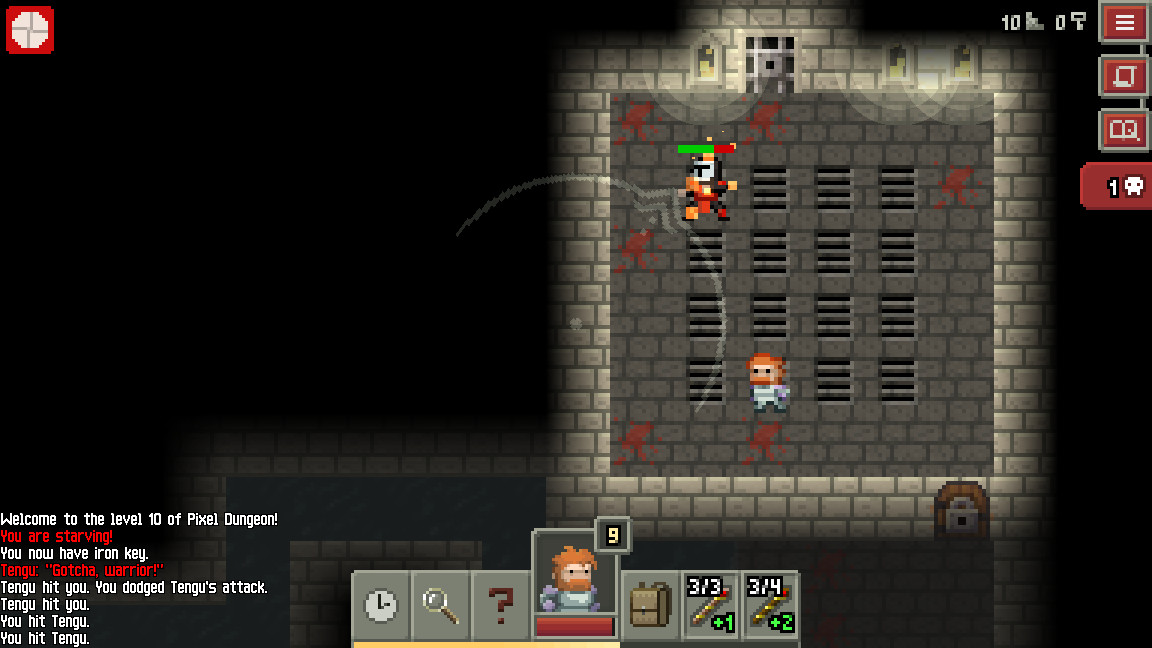 10 0
1
Welcome to the level 10 of Pixel Dungeon!
You are starving!
You now have iron key.
Tengu: "Gotcha, warrior!"
Tengu hit you. You dodged Tengu's attack.
Tengu hit you.
You hit Tengu.
You hit Tengu.
9
?
3/3 3/4
+1 +2